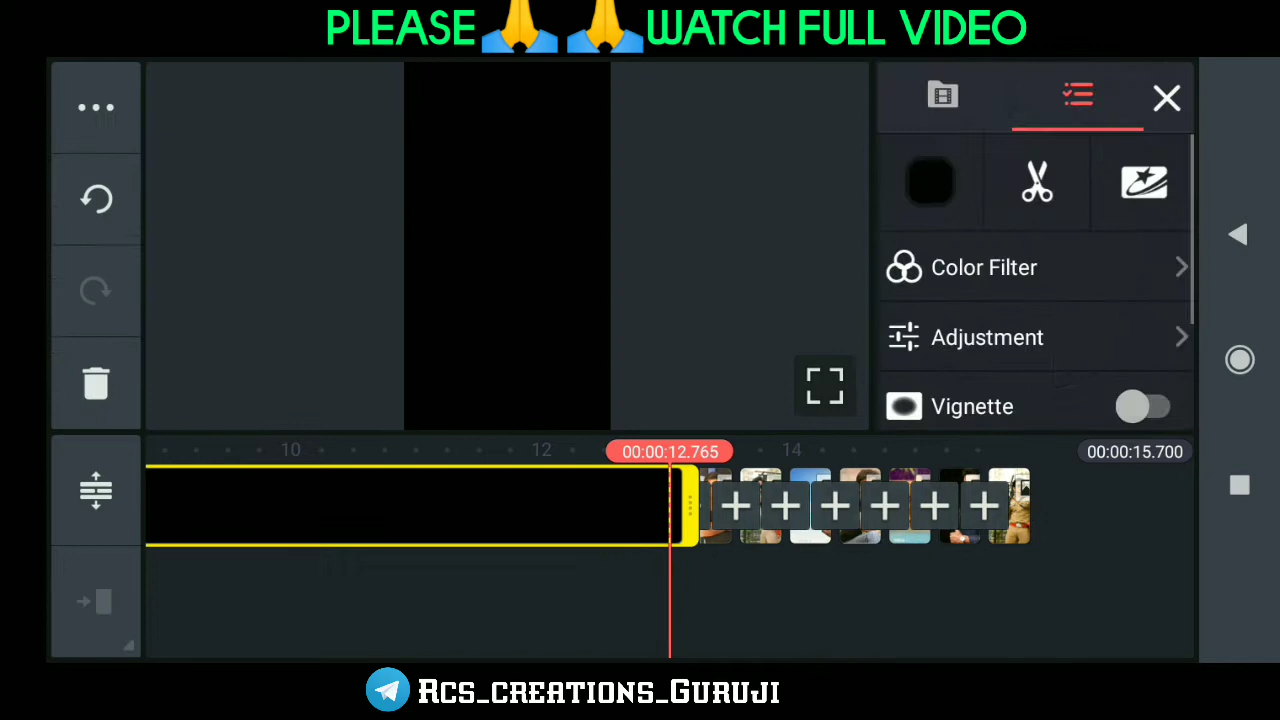 PLEASE🙏 🙏WATCH FULL VIDEO
Color Filter
Adjustment
Vignette
10
12
00:00:12.765
14
00:00:15.700
Rcs_creations_Guruji